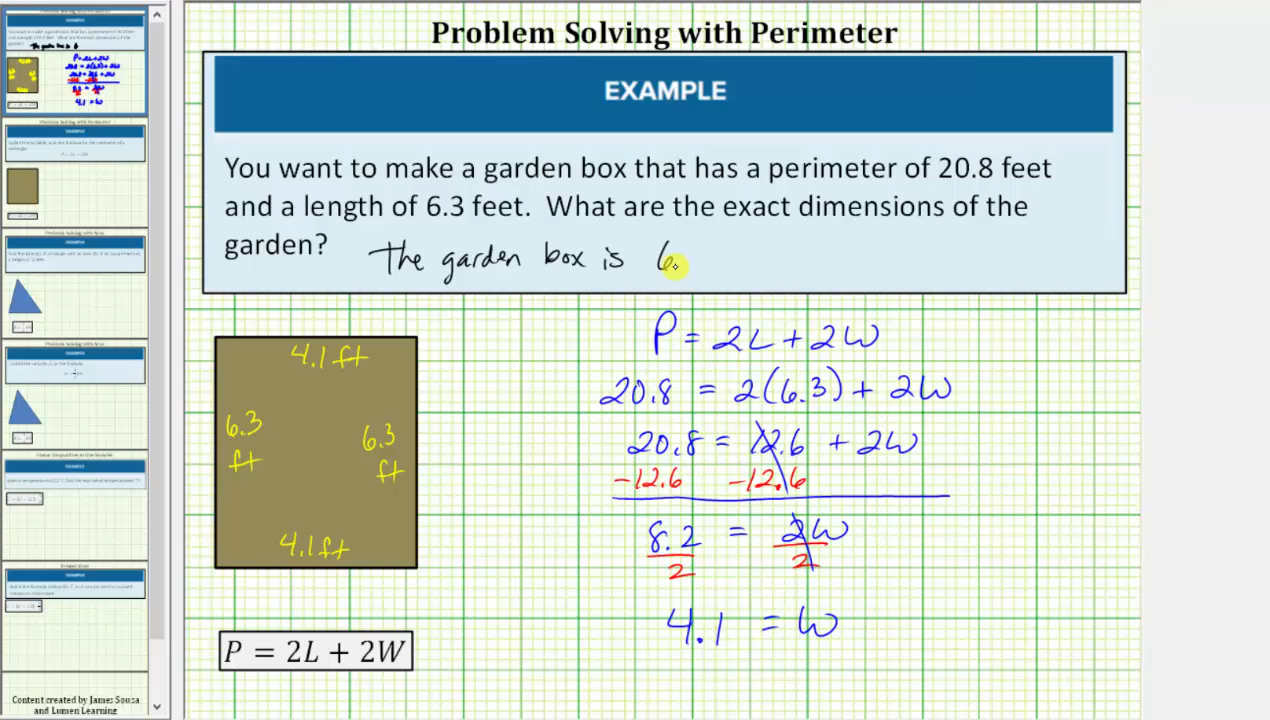 Problem Solving with Perimeter
EXAMPLE
You want to make a garden box that has a perimeter of 20.8 feet
and a length of 6.3 feet. What are the exact dimensions of the
garden? The garden box is 6
4.1 ft
6.3
ft
6.3
ft
4.1 ft
P = 2L + 2W
P = 2L + 2W
20.8 = 2(6.3) + 2W
20.8 = 12.6 + 2W
-12.6 -12.6
8.2 = 2W
2 2
4.1 = W
Content created by James Sousa
and Lumen Learning